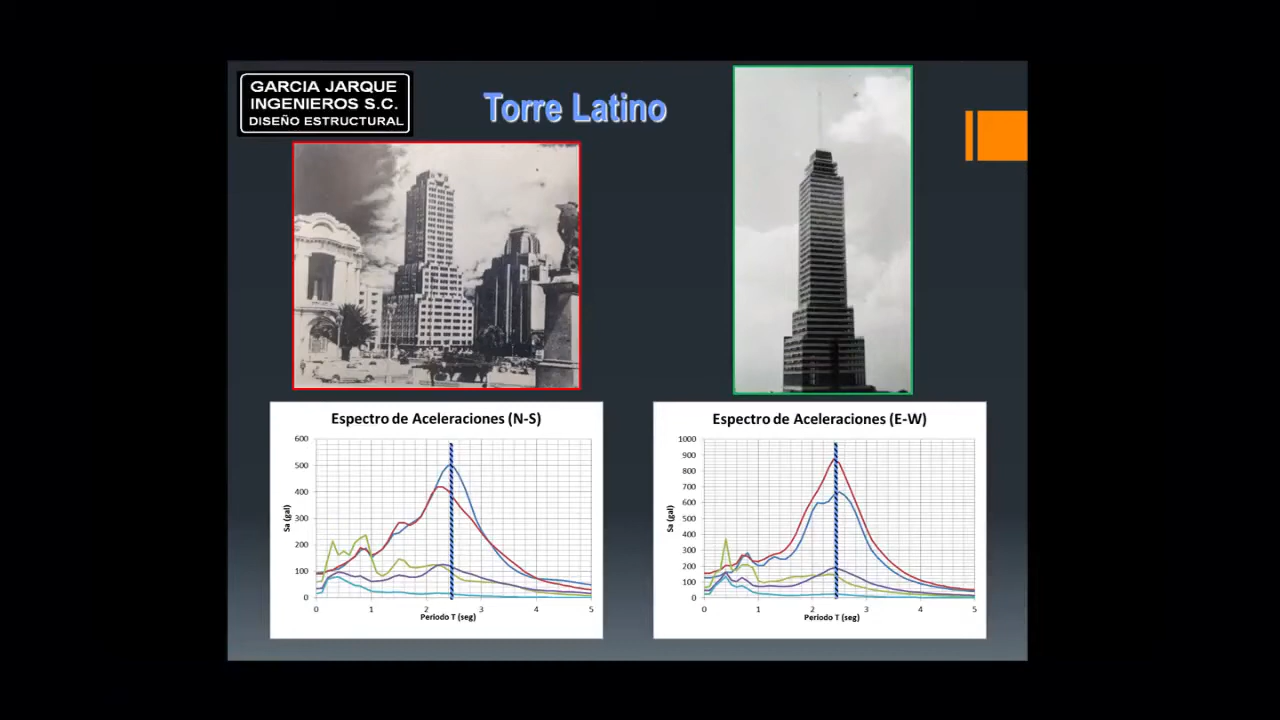 GARCIA JARQUE
INGENIEROS S.C.
DISEÑO ESTRUCTURAL
Torre Latino
Espectro de Aceleraciones (N-S)
600
500
400
300
200
100
0
Sa (gal)
0 1 2 3 4 5
Periodo T (seg)
Espectro de Aceleraciones (E-W)
1000
900
800
700
600
500
400
300
200
100
0
Sa (gal)
0 1 2 3 4 5
Periodo T (seg)